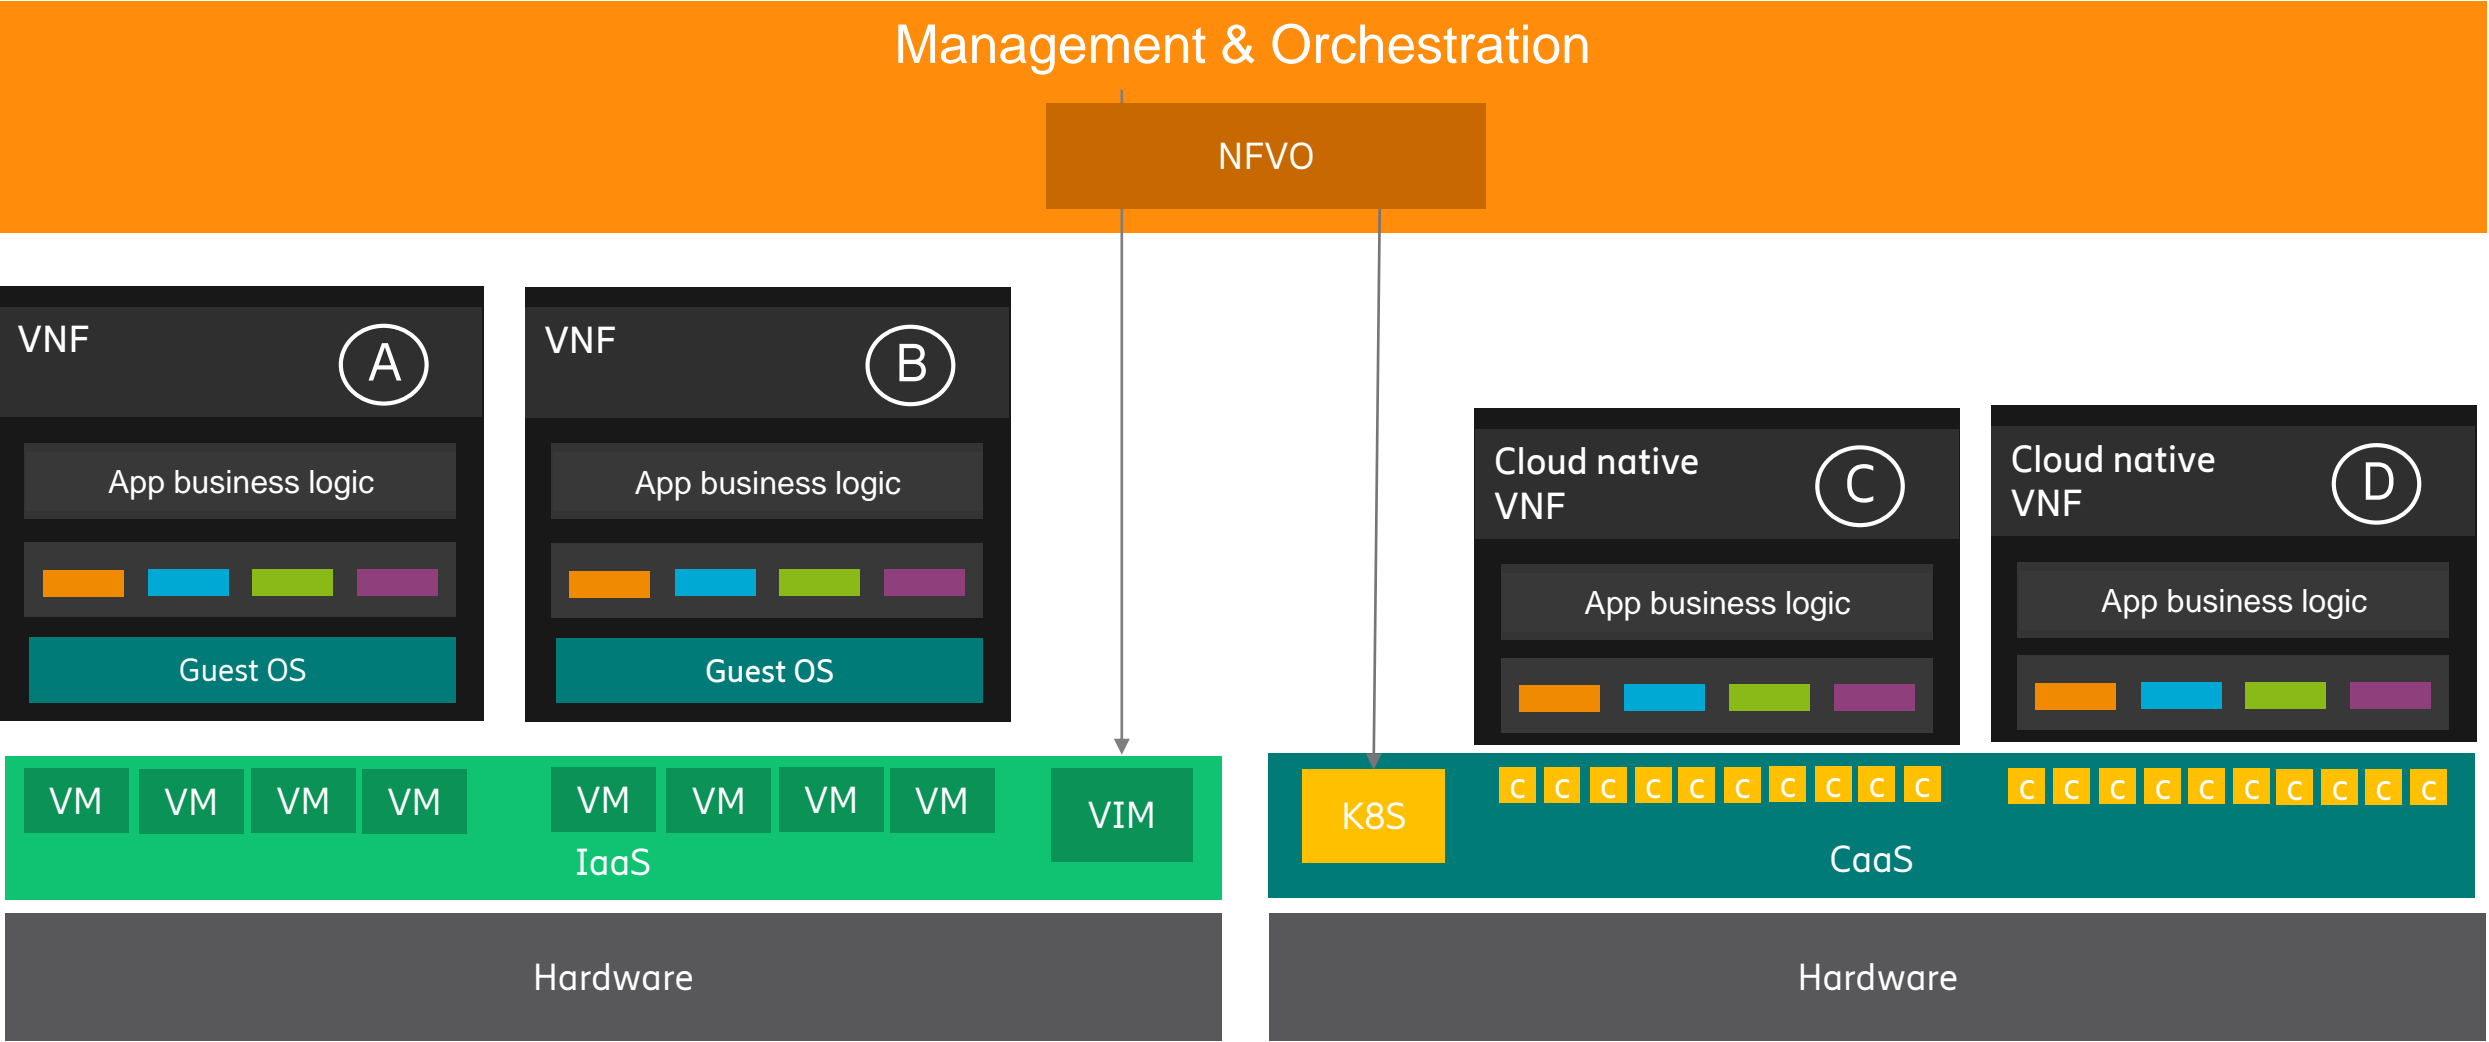 Management & Orchestration
NFVO
VNF
A
App business logic
Guest OS
VNF
B
App business logic
Guest OS
Cloud native
VNF
C
App business logic
Cloud native
VNF
D
App business logic
VM VM VM VM VM VM VM VM VIM
IaaS
K8S c c c c c c c c c c c c c c c c c c c c
CaaS
Hardware
Hardware